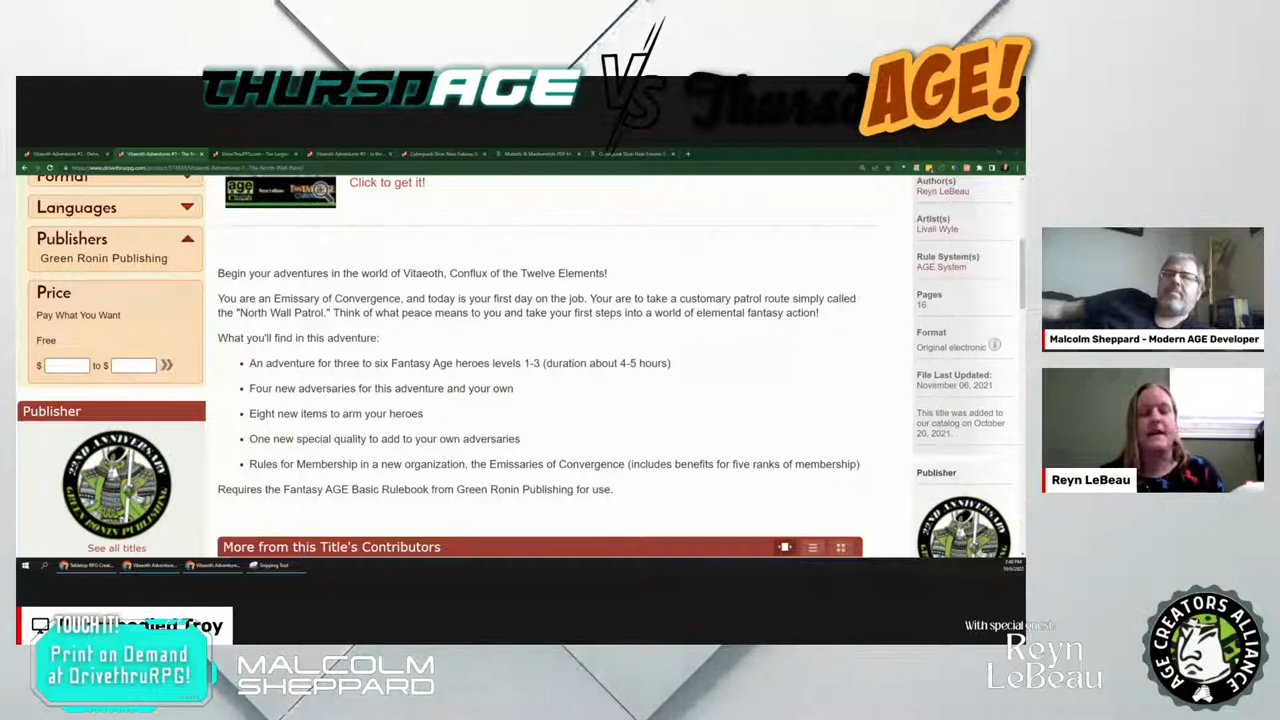 THURSDAGE
VS
Thursd
AGE!
Format
Languages
Publishers
Green Ronin Publishing
Price
Pay What You Want
Free
$ to $
Publisher
22ND ANNIVERSARY
GREEN RONIN PUBLISHING
See all titles
Click to get it!
Begin your adventures in the world of Vitaeoth, Conflux of the Twelve Elements!
You are an Emissary of Convergence, and today is your first day on the job. Your are to take a customary patrol route simply called
the "North Wall Patrol." Think of what peace means to you and take your first steps into a world of elemental fantasy action!
What you'll find in this adventure:
An adventure for three to six Fantasy Age heroes levels 1-3 (duration about 4-5 hours)
Four new adversaries for this adventure and your own
Eight new items to arm your heroes
One new special quality to add to your own adversaries
Rules for Membership in a new organization, the Emissaries of Convergence (includes benefits for five ranks of membership)
Requires the Fantasy AGE Basic Rulebook from Green Ronin Publishing for use.
More from this Title's Contributors
Author(s)
Reyn LeBeau
Artist(s)
Livali Wyle
Rule System(s)
AGE System
Pages
16
Format
Original electronic
File Last Updated:
November 06, 2021
This title was added to
our catalog on October
20, 2021.
Publisher
22ND ANNIVERSARY
Malcolm Sheppard - Modern AGE Developer
Reyn LeBeau
Troy
TOUCH IT!
Print on Demand
at DrivethruRPG!
MALCOLM
SHEPPARD
With special guest
Reyn
LeBeau
AGE CREATORS ALLIANCE